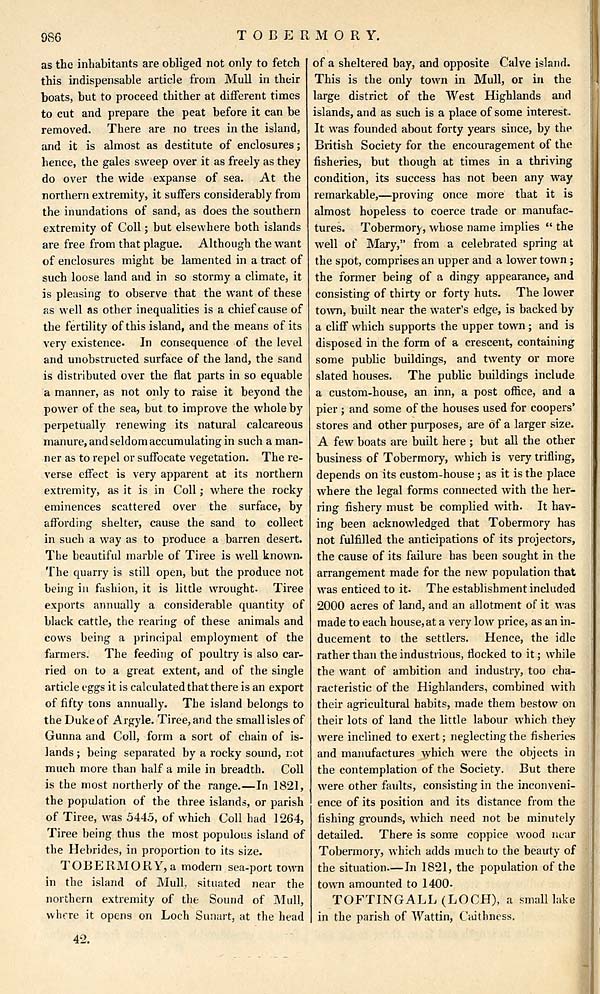 986
TOBERMORY.
as the inhabitants are obliged not only to fetch
this indispensable article from Mull in their
boats, but to proceed thither at different times
to cut and prepare the peat before it can be
removed. There are no trees in the island,
and it is almost as destitute of enclosures;
hence, the gales sweep over it as freely as they
do over the wide expanse of sea. At the
northern extremity, it suffers considerably from
the inundations of sand, as does the southern
extremity of Coll; but elsewhere both islands
are free from that plague. Although the want
of enclosures might be lamented in a tract of
such loose land and in so stormy a climate, it
is pleasing to observe that the want of these
as well as other inequalities is a chief cause of
the fertility of this island, and the means of its
very existence. In consequence of the level
and unobstructed surface of the land, the sand
is distributed over the flat parts in so equable
a manner, as not only to raise it beyond the
power of the sea, but to improve the whole by
perpetually renewing its natural calcareous
manure, and seldom accumulating in such a man-
ner as to repel or suffocate vegetation. The re-
verse effect is very apparent at its northern
extremity, as it is in Coll; where the rocky
eminences scattered over the surface, by
affording shelter, cause the sand to collect
in such a way as to produce a barren desert.
The beautiful marble of Tiree is well known.
The quarry is still open, but the produce not
being in fashion, it is little wrought. Tiree
exports annually a considerable quantity of
black cattle, the rearing of these animals and
cows being a principal employment of the
farmers. The feeding of poultry is also car-
ried on to a great extent, and of the single
article eggs it is calculated that there is an export
of fifty tons annually. The island belongs to
the Duke of Argyle. Tiree, and the small isles of
Gunna and Coll, form a sort of chain of is-
lands; being separated by a rocky sound, not
much more than half a mile in breadth. Coll
is the most northerly of the range.—In 1821,
the population of the three islands, or parish
of Tiree, was 5445, of which Coll had 1264,
Tiree being thus the most populous island of
the Hebrides, in proportion to its size.
TOBERMORY, a modern sea-port town
in the island of Mull, situated near the
northern extremity of the Sound of Mull,
where it opens on Loch Sunart, at the head
42.
of a sheltered bay, and opposite Calve island.
This is the only town in Mull, or in the
large district of the West Highlands and
islands, and as such is a place of some interest.
It was founded about forty years since, by the
British Society for the encouragement of the
fisheries, but though at times in a thriving
condition, its success has not been any way
remarkable,—proving once more that it is
almost hopeless to coerce trade or manufac-
tures. Tobermory, whose name implies “ the
well of Mary,” from a celebrated spring at
the spot, comprises an upper and a lower town;
the former being of a dingy appearance, and
consisting of thirty or forty huts. The lower
town, built near the water's edge, is backed by
a cliff which supports the upper town; and is
disposed in the form of a crescent, containing
some public buildings, and twenty or more
slated houses. The public buildings include
a custom-house, an inn, a post office, and a
pier; and some of the houses used for coopers'
stores and other purposes, are of a larger size.
A few boats are built here; but all the other
business of Tobermory, which is very trifling,
depends on its custom-house; as it is the place
where the legal forms connected with the her-
ring fishery must be complied with. It hav-
ing been acknowledged that Tobermory has
not fulfilled the anticipations of its projectors,
the cause of its failure has been sought in the
arrangement made for the new population that
was enticed to it. The establishment included
2000 acres of land, and an allotment of it was
made to each house, at a very low price, as an in-
ducement to the settlers. Hence, the idle
rather than the industrious, flocked to it; while
the want of ambition and industry, too cha-
racteristic of the Highlanders, combined with
their agricultural habits, made them bestow on
their lots of land the little labour which they
were inclined to exert; neglecting the fisheries
and manufactures which were the objects in
the contemplation of the Society. But there
were other faults, consisting in the inconveni-
ence of its position and its distance from the
fishing grounds, which need not be minutely
detailed. There is some coppice wood near
Tobermory, which adds much to the beauty of
the situation.—In 1821, the population of the
town amounted to 1400.
TOFTINGALL (LOCH), a small lake
in the parish of Wattin, Caithness.